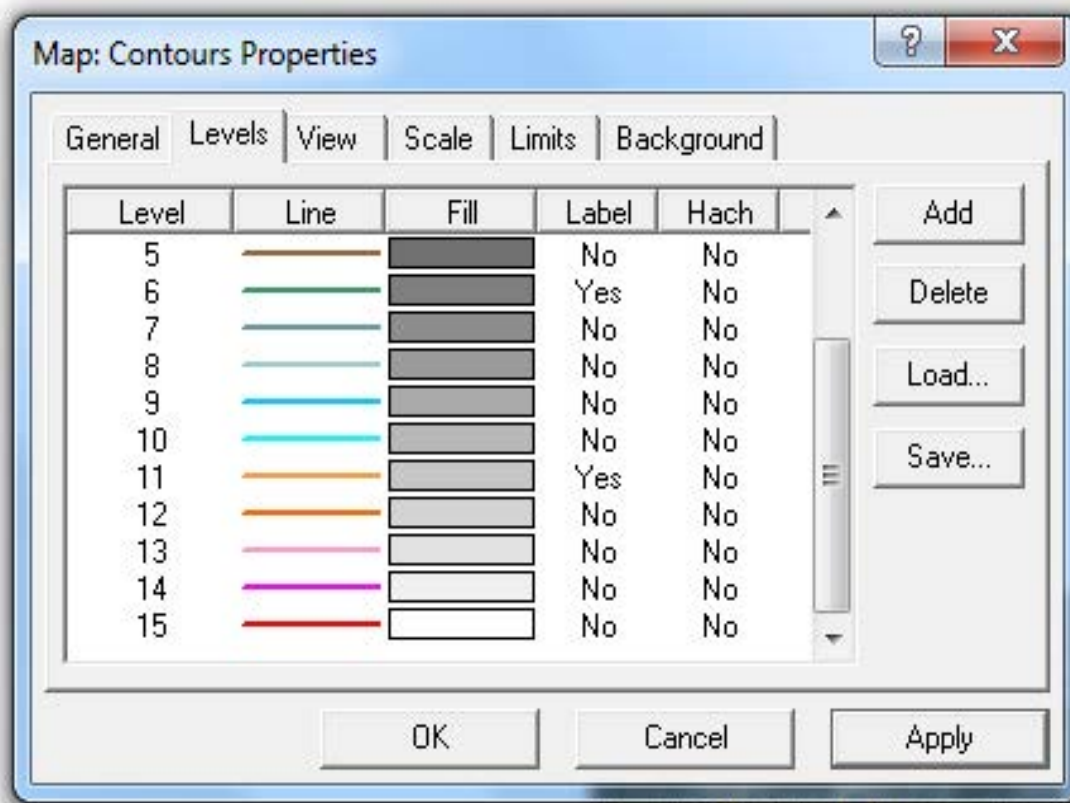 Map: Contours Properties
General Levels View Scale Limits Background
Level Line Fill Label Hach
5 No No
6 Yes No
7 No No
8 No No
9 No No
10 No No
11 Yes No
12 No No
13 No No
14 No No
15 No No
Add
Delete
Load...
Save...
OK Cancel Apply